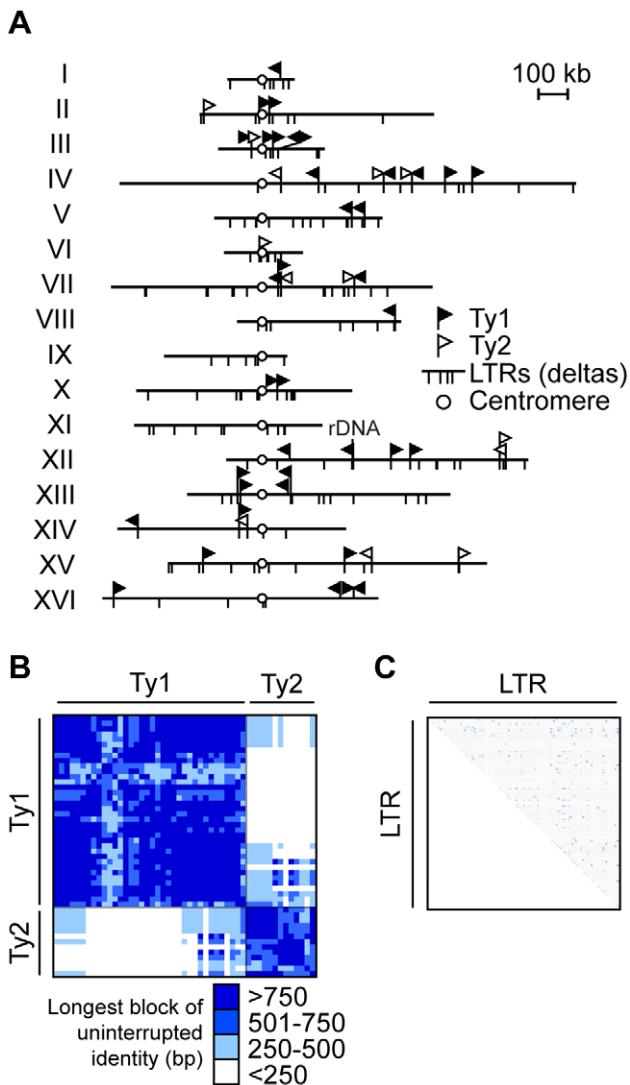 A
I
100 kb
II
III
IV
V
VI
VII
VIII
Ty1
IX
Ty2
X
LTRs (deltas)
Centromere
XI
rDNA
XII
XIII
XIV
XV
XVI
B
Ty1
Ty2
Ty1
Ty2
Longest block of
uninterrupted
identity (bp)
>750
501-750
250-500
<250
C
LTR
LTR